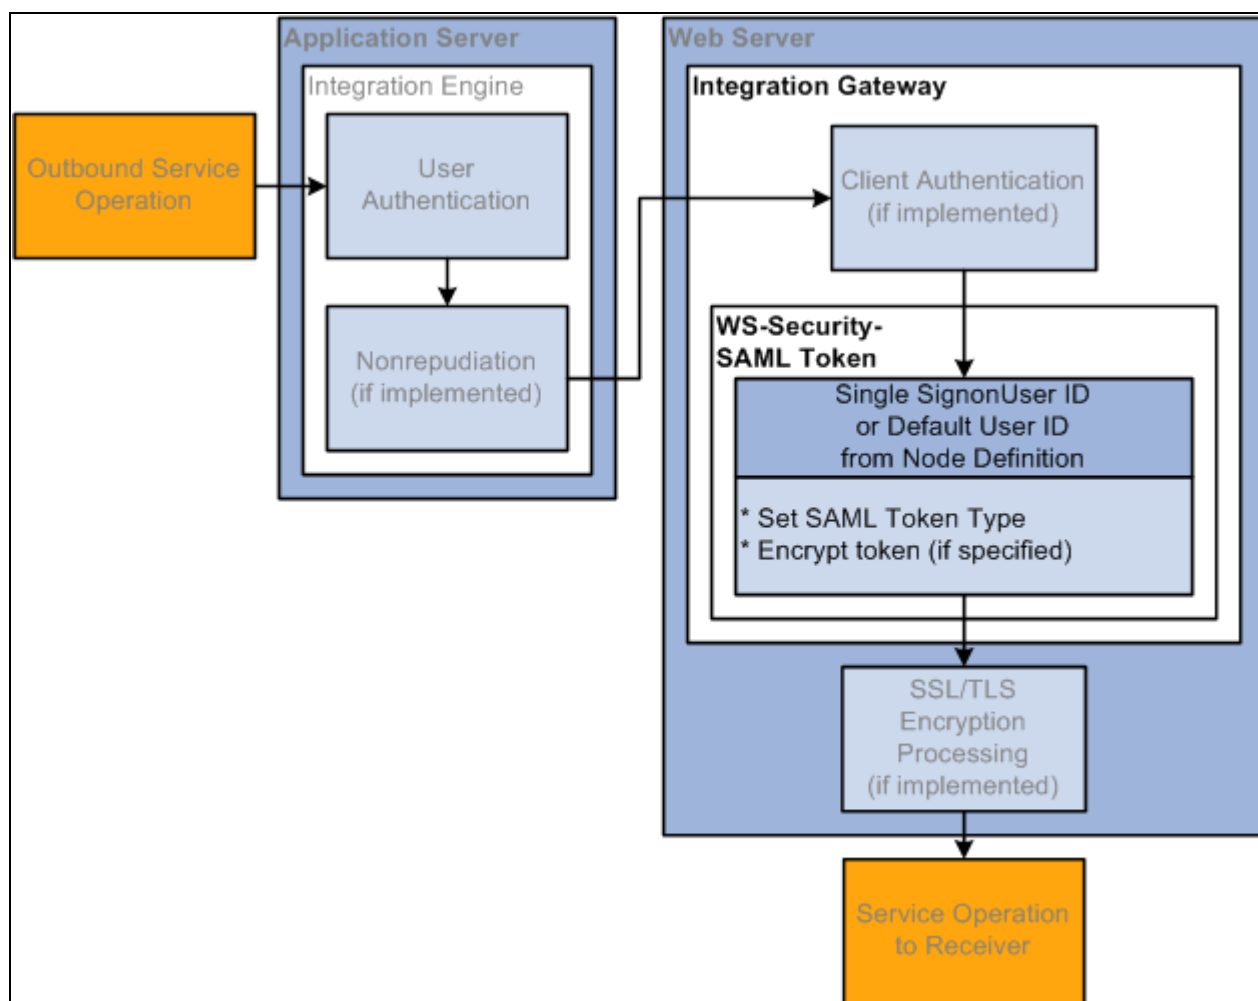 Application Server
Integration Engine
Outbound Service
Operation
User
Authentication
Nonrepudiation
(if implemented)
Web Server
Integration Gateway
Client Authentication
(if implemented)
WS-Security-
SAML Token
Single SignonUser ID
or Default User ID
from Node Definition
* Set SAML Token Type
* Encrypt token (if specified)
SSL/TLS
Encryption
Processing
(if implemented)
Service Operation
to Receiver